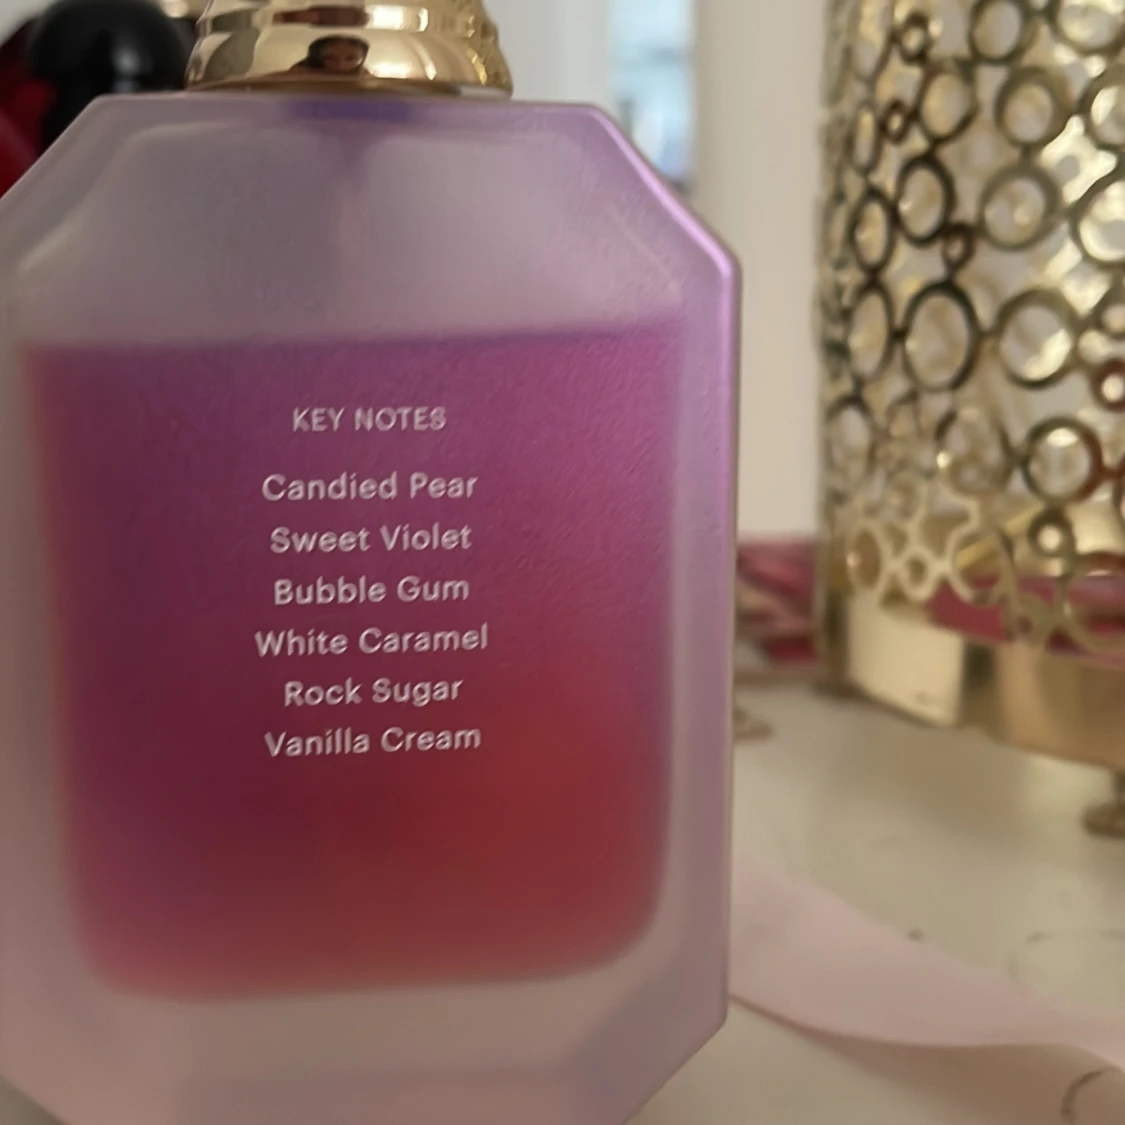 KEY NOTES
Candied Pear
Sweet Violet
Bubble Gum
White Caramel
Rock Sugar
Vanilla Cream